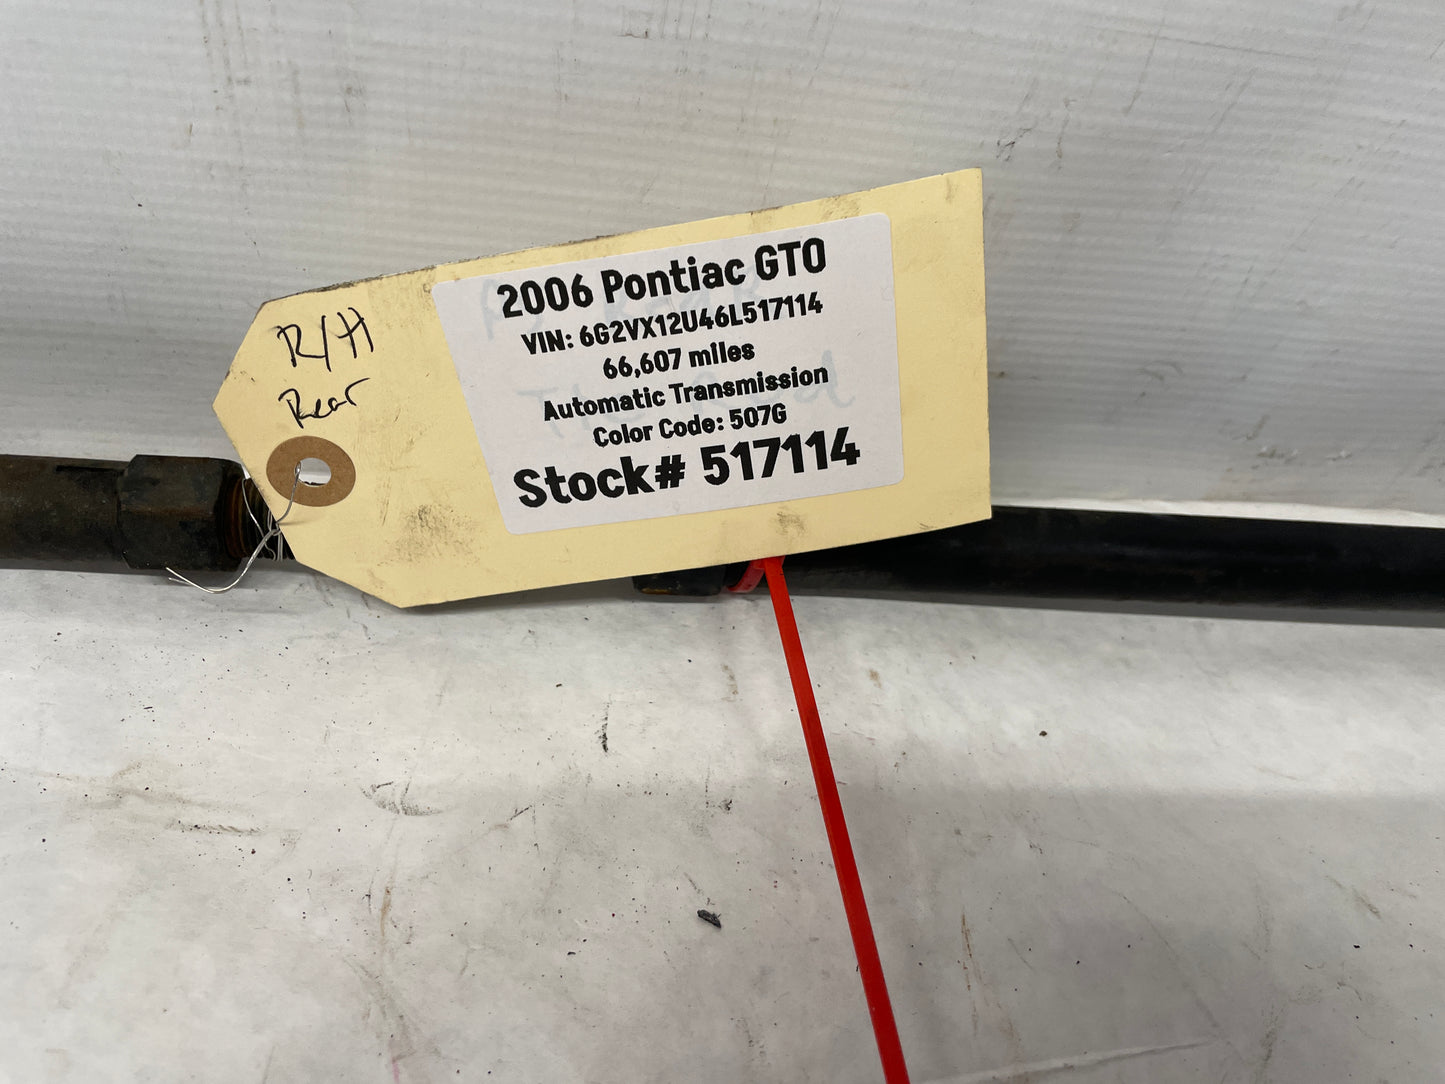 R/H
Rear
2006 Pontiac GTO
VIN: 6G2VX12U46L517114
66,607 miles
Automatic Transmission
Color Code: 507G
Stock# 517114